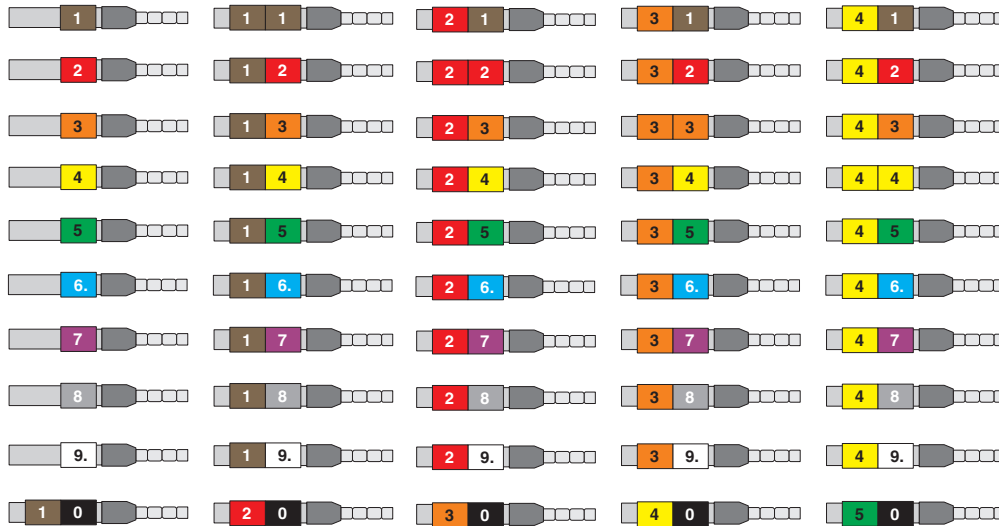 1 1 1 2 1 3 1 4 1
2 1 2 2 2 3 2 4 2
3 1 3 2 3 3 3 4 3
4 1 4 2 4 3 4 4 4
5 1 5 2 5 3 5 4 5
6. 1 6. 2 6. 3 6. 4 6.
7 1 7 2 7 3 7 4 7
8 1 8 2 8 3 8 4 8
9. 1 9. 2 9. 3 9. 4 9.
1 0 2 0 3 0 4 0 5 0